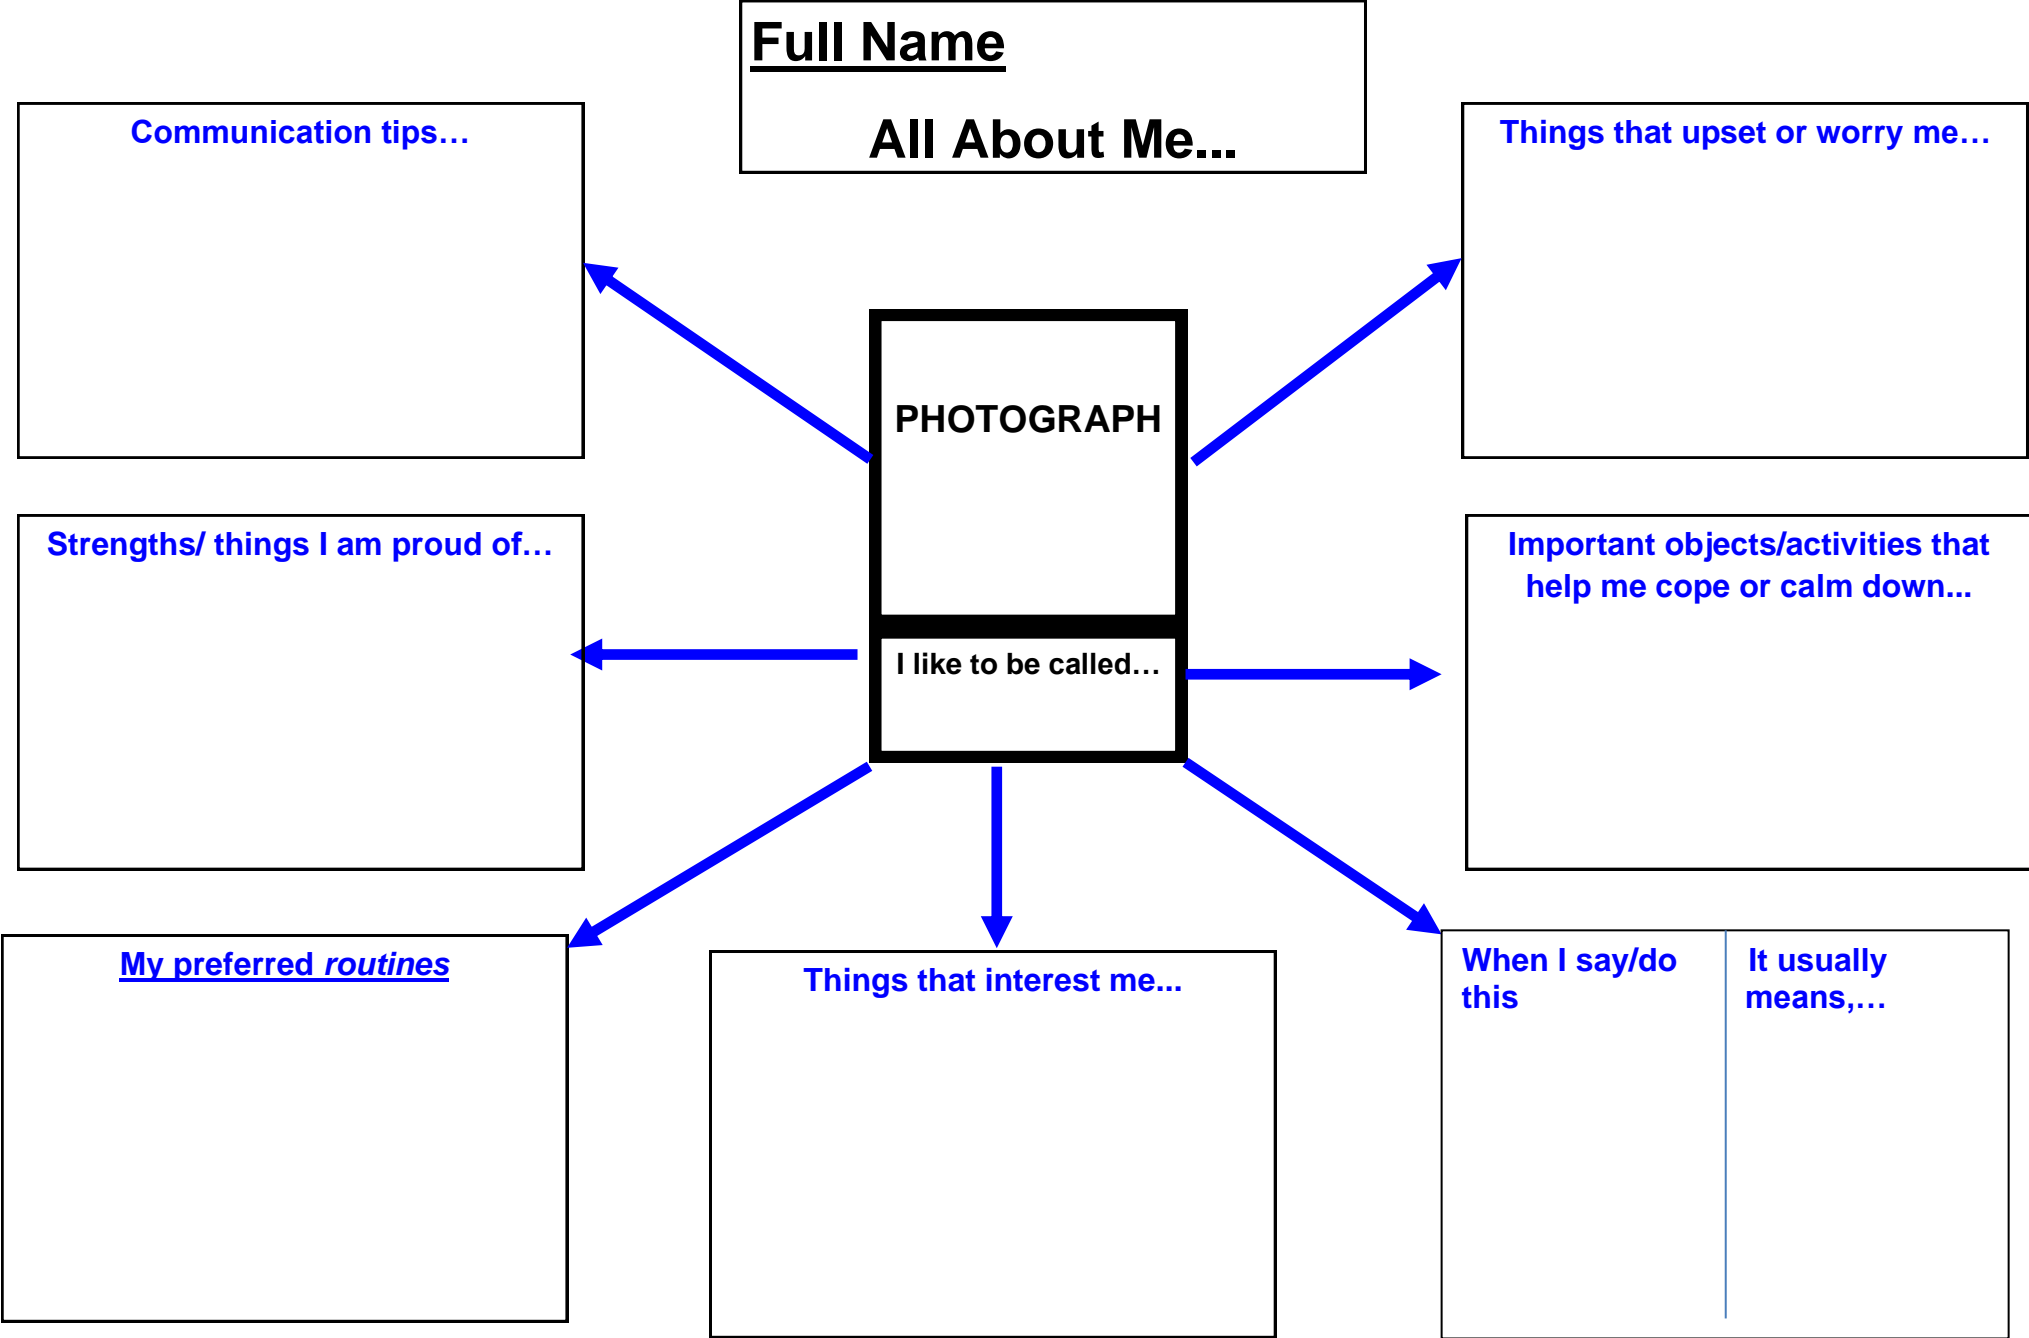 Full Name
All About Me...
Communication tips…
Things that upset or worry me…
PHOTOGRAPH
I like to be called…
Strengths/ things I am proud of…
Important objects/activities that
help me cope or calm down...
My preferred routines
Things that interest me...
When I say/do
this
It usually
means,…